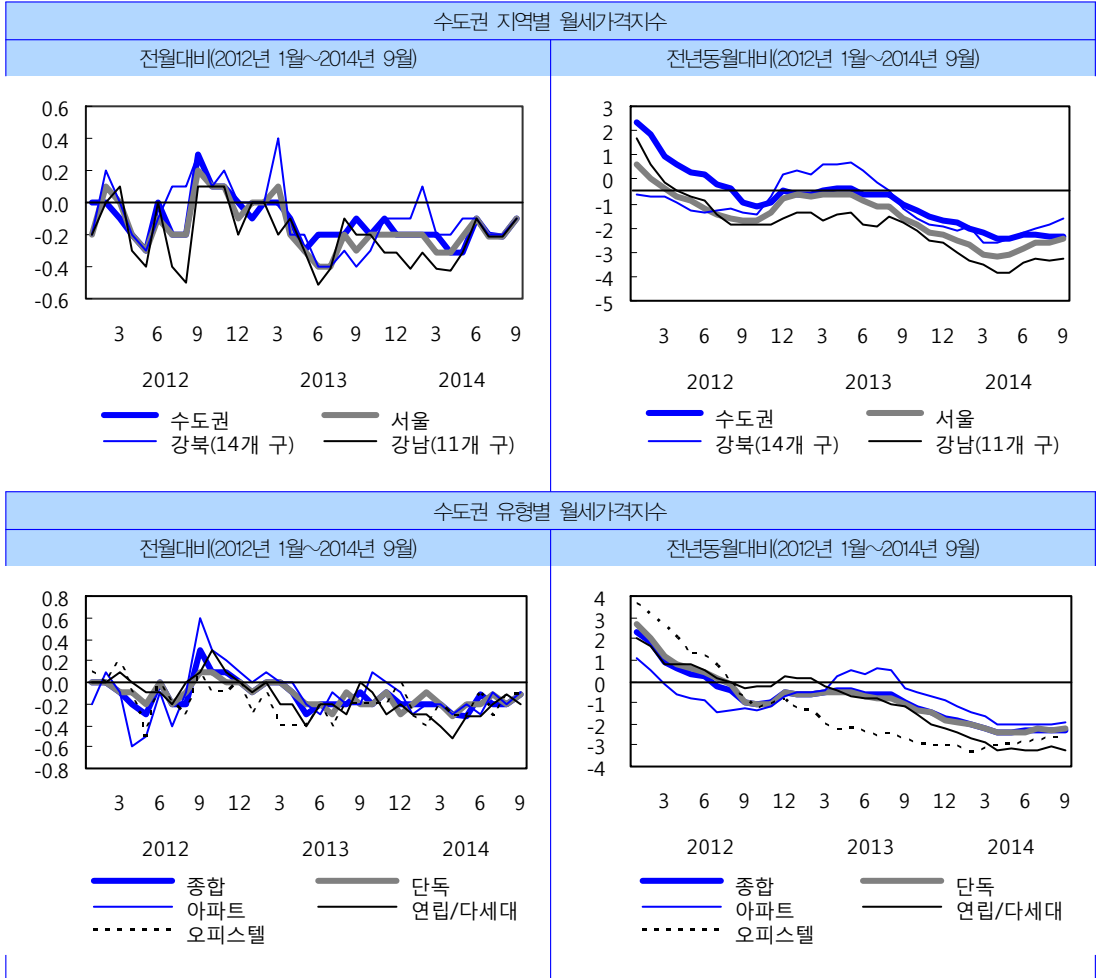 수도권 지역별 월세가격지수
전월대비(2012년 1월~2014년 9월)
전년동월대비(2012년 1월~2014년 9월)
0.6
0.4
0.2
0.0
-0.2
-0.4
-0.6
3 6 9 12 3 6 9 12 3 6 9
2012 2013 2014
수도권 서울
강북(14개 구) 강남(11개 구)
3
2
1
0
-1
-2
-3
-4
-5
3 6 9 12 3 6 9 12 3 6 9
2012 2013 2014
수도권 서울
강북(14개 구) 강남(11개 구)
수도권 유형별 월세가격지수
전월대비(2012년 1월~2014년 9월)
전년동월대비(2012년 1월~2014년 9월)
0.8
0.6
0.4
0.2
0.0
-0.2
-0.4
-0.6
-0.8
3 6 9 12 3 6 9 12 3 6 9
2012 2013 2014
종합 단독
아파트 연립/다세대
오피스텔
4
3
2
1
0
-1
-2
-3
-4
3 6 9 12 3 6 9 12 3 6 9
2012 2013 2014
종합 단독
아파트 연립/다세대
오피스텔